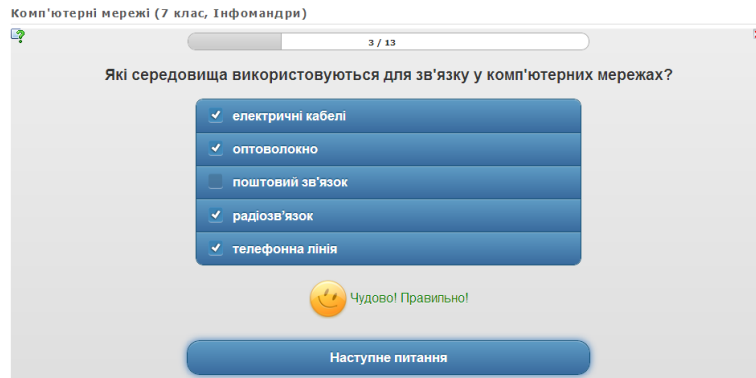 Комп'ютерні мережі (7 клас, Інфомандри)
3 / 13
Які середовища використовуються для зв'язку у комп'ютерних мережах?
електричні кабелі
оптоволокно
поштовий зв'язок
радіозв'язок
телефонна лінія
Чудово! Правильно!
Наступне питання